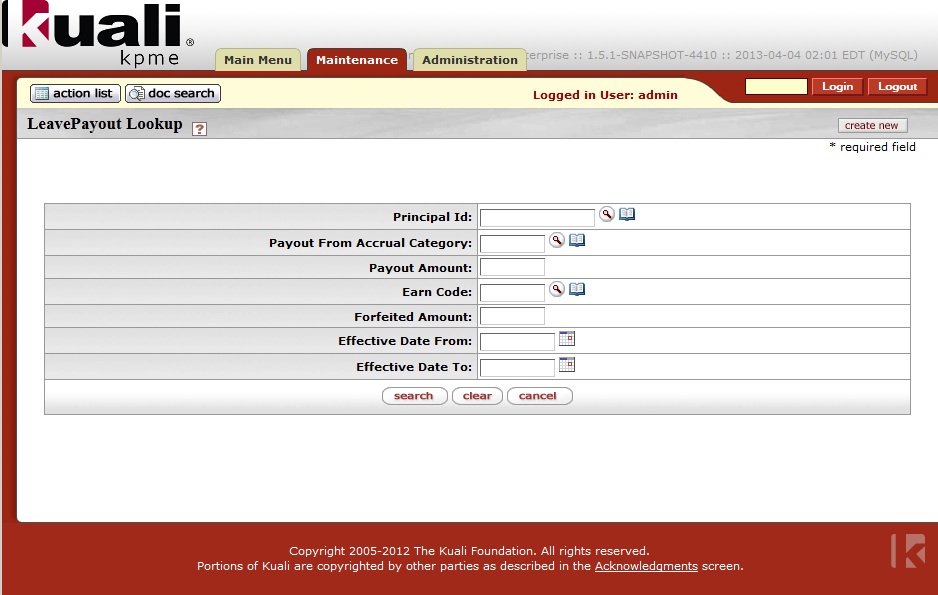 Kuali®
kpme
Main Menu Maintenance Administration erprise :: 1.5.1-SNAPSHOT-4410 :: 2013-04-04 02:01 EDT (MySQL)
action list doc search Logged in User: admin Login Logout
LeavePayout Lookup ? create new
* required field
Principal Id:
Payout From Accrual Category:
Payout Amount:
Earn Code:
Forfeited Amount:
Effective Date From:
Effective Date To:
search clear cancel
Copyright 2005-2012 The Kuali Foundation. All rights reserved.
Portions of Kuali are copyrighted by other parties as described in the Acknowledgments screen.